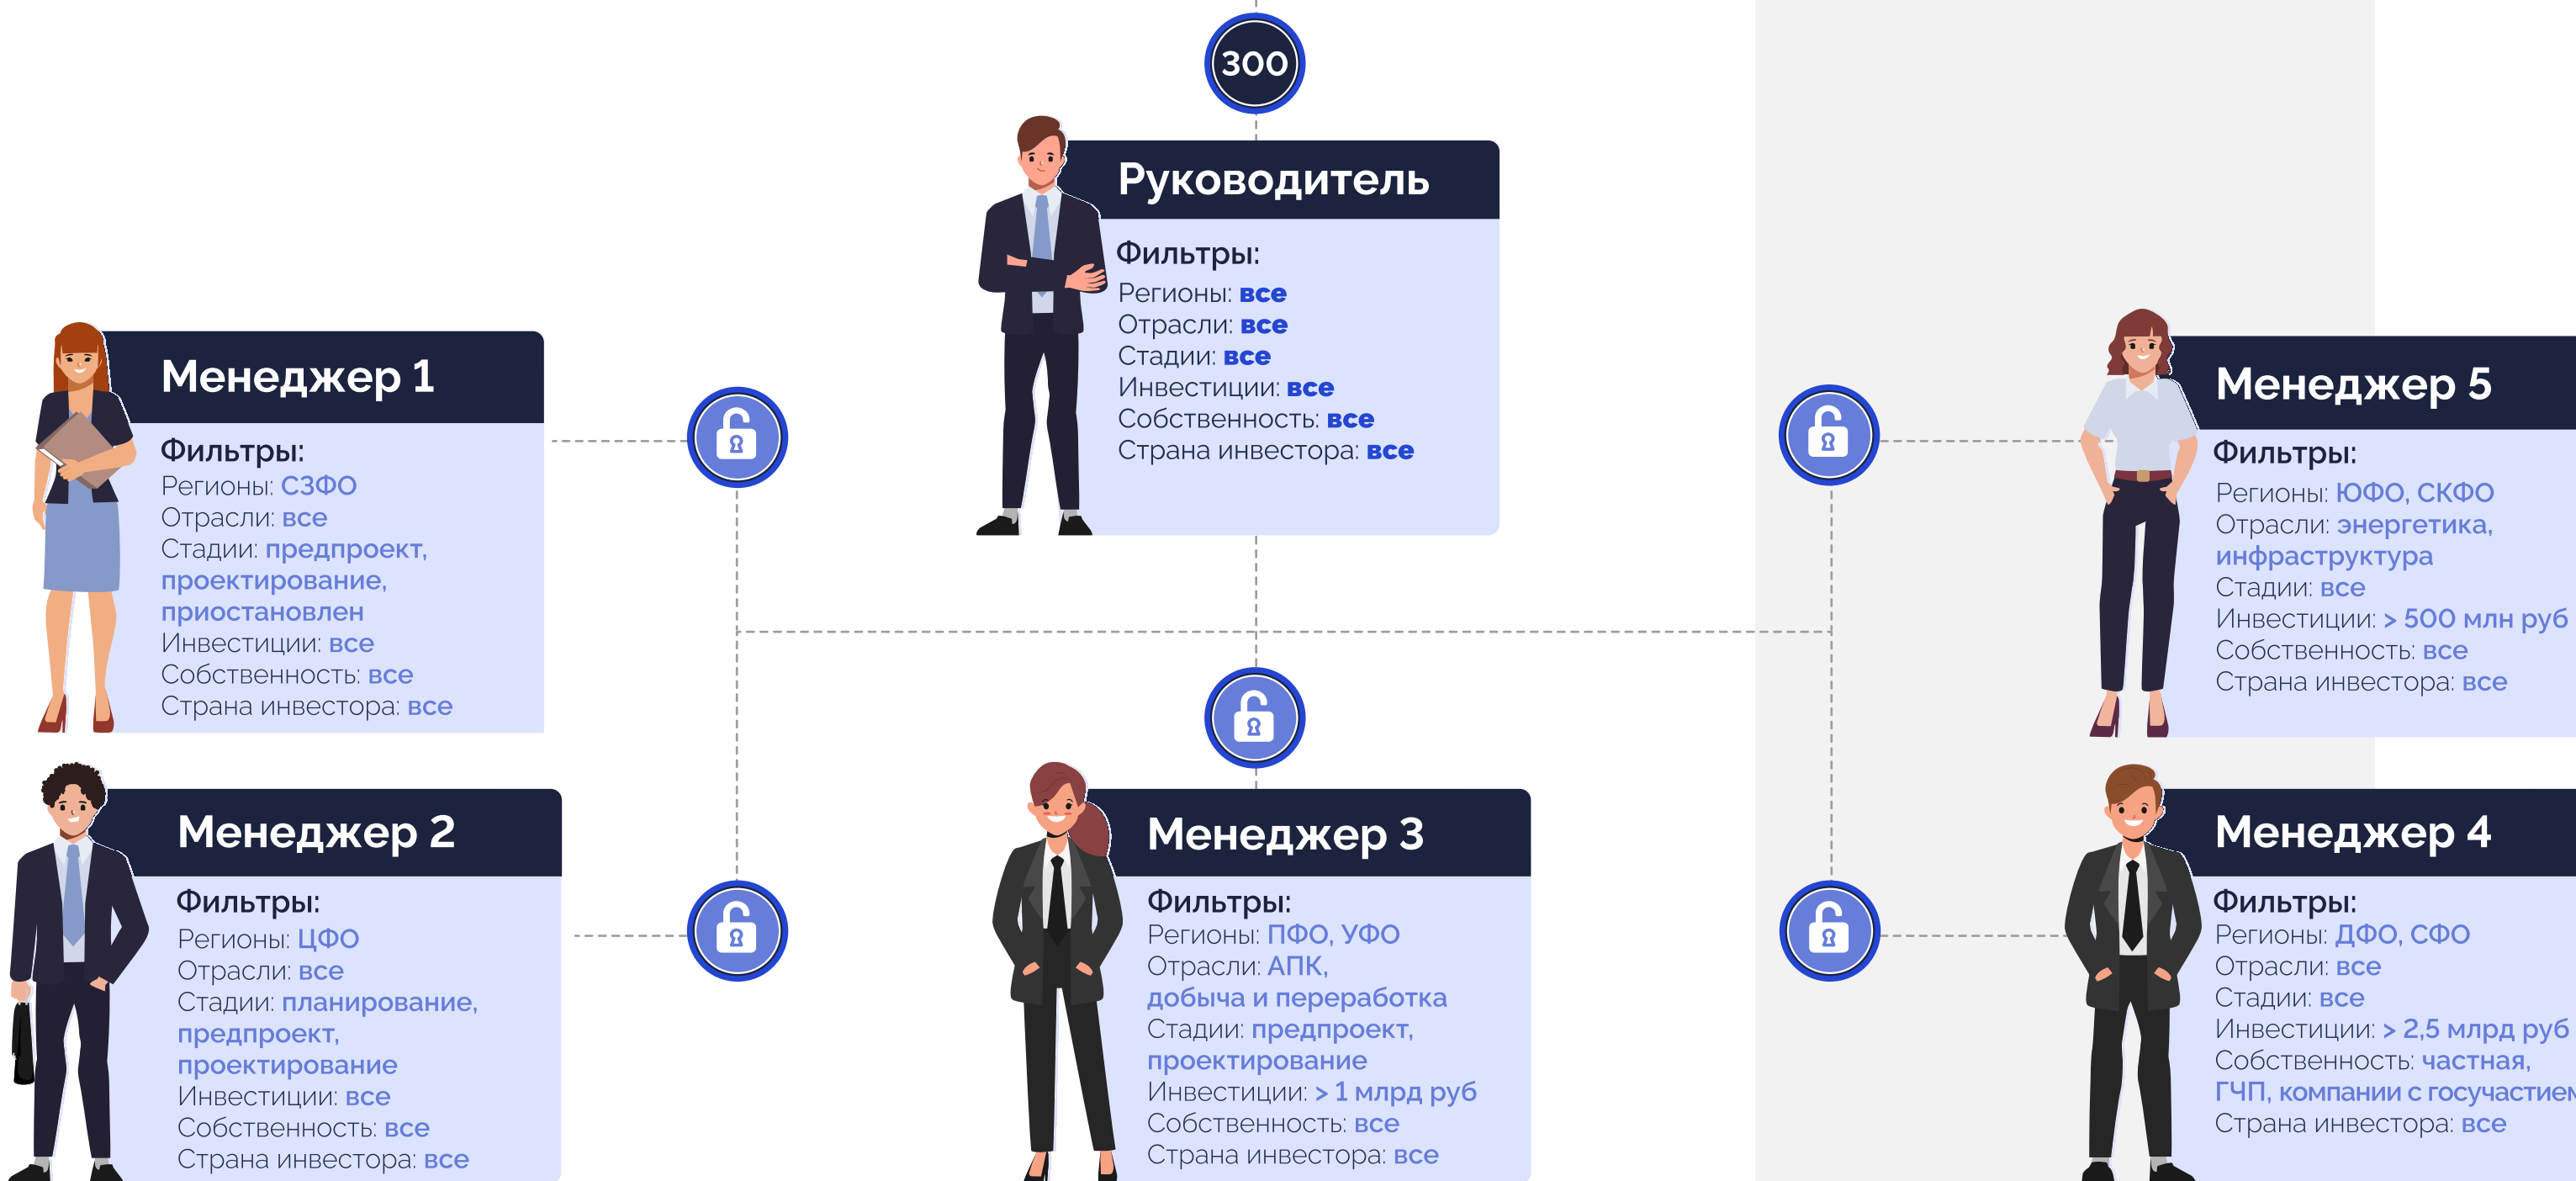 300
Руководитель
Фильтры:
Регионы: все
Отрасли: все
Стадии: все
Инвестиции: все
Собственность: все
Страна инвестора: все
Менеджер 1
Фильтры:
Регионы: СЗФО
Отрасли: все
Стадии: предпроект,
проектирование,
приостановлен
Инвестиции: все
Собственность: все
Страна инвестора: все
Менеджер 5
Фильтры:
Регионы: ЮФО, СКФО
Отрасли: энергетика,
инфраструктура
Стадии: все
Инвестиции: > 500 млн руб
Собственность: все
Страна инвестора: все
Менеджер 2
Фильтры:
Регионы: ЦФО
Отрасли: все
Стадии: планирование,
предпроект,
проектирование
Инвестиции: все
Собственность: все
Страна инвестора: все
Менеджер 3
Фильтры:
Регионы: ПФО, УФО
Отрасли: АПК,
добыча и переработка
Стадии: предпроект,
проектирование
Инвестиции: > 1 млрд руб
Собственность: все
Страна инвестора: все
Менеджер 4
Фильтры:
Регионы: ДФО, СФО
Отрасли: все
Стадии: все
Инвестиции: > 2,5 млрд руб
Собственность: частная,
ГЧП, компании с госучастием
Страна инвестора: все